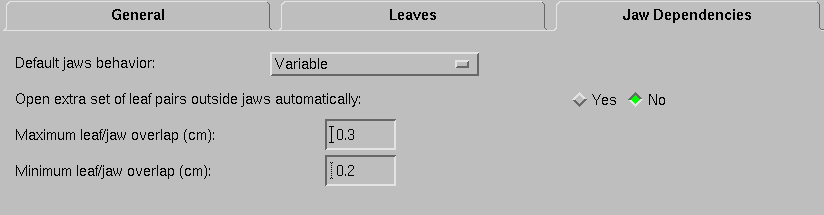 General Leaves Jaw Dependencies
Default jaws behavior: Variable
Open extra set of leaf pairs outside jaws automatically: Yes No
Maximum leaf/jaw overlap (cm): 0.3
Minimum leaf/jaw overlap (cm): 0.2